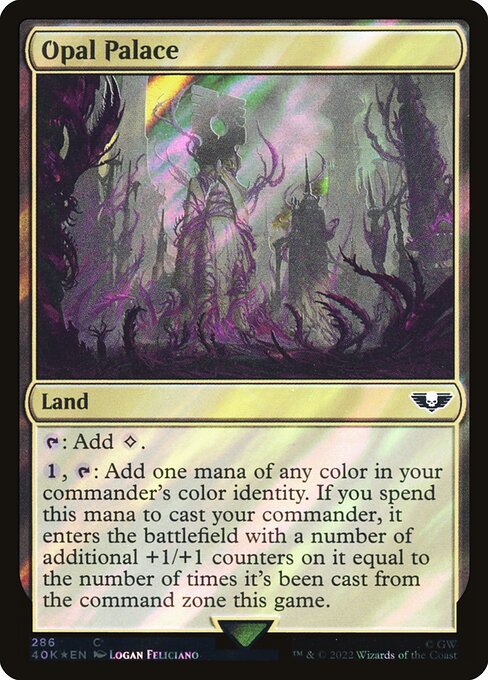 Opal Palace
Land
: Add .
1, : Add one mana of any color in your
commander's color identity. If you spend
this mana to cast your commander, it
enters the battlefield with a number of
additional +1/+1 counters on it equal to
the number of times it's been cast from
the command zone this game.
286 C © GW
40K★EN Logan Feliciano ™ & © 2022 Wizards of the Coast